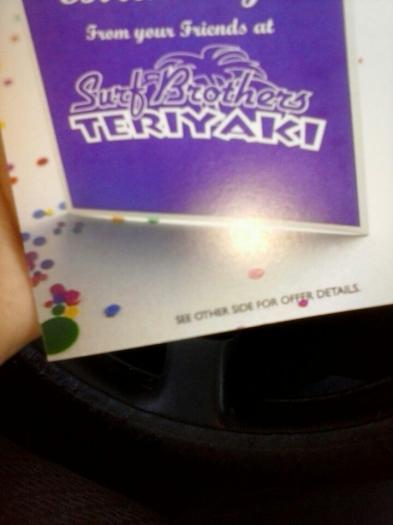 From your Friends at
Surf Brothers
TERIYAKI
SEE OTHER SIDE FOR OFFER DETAILS.